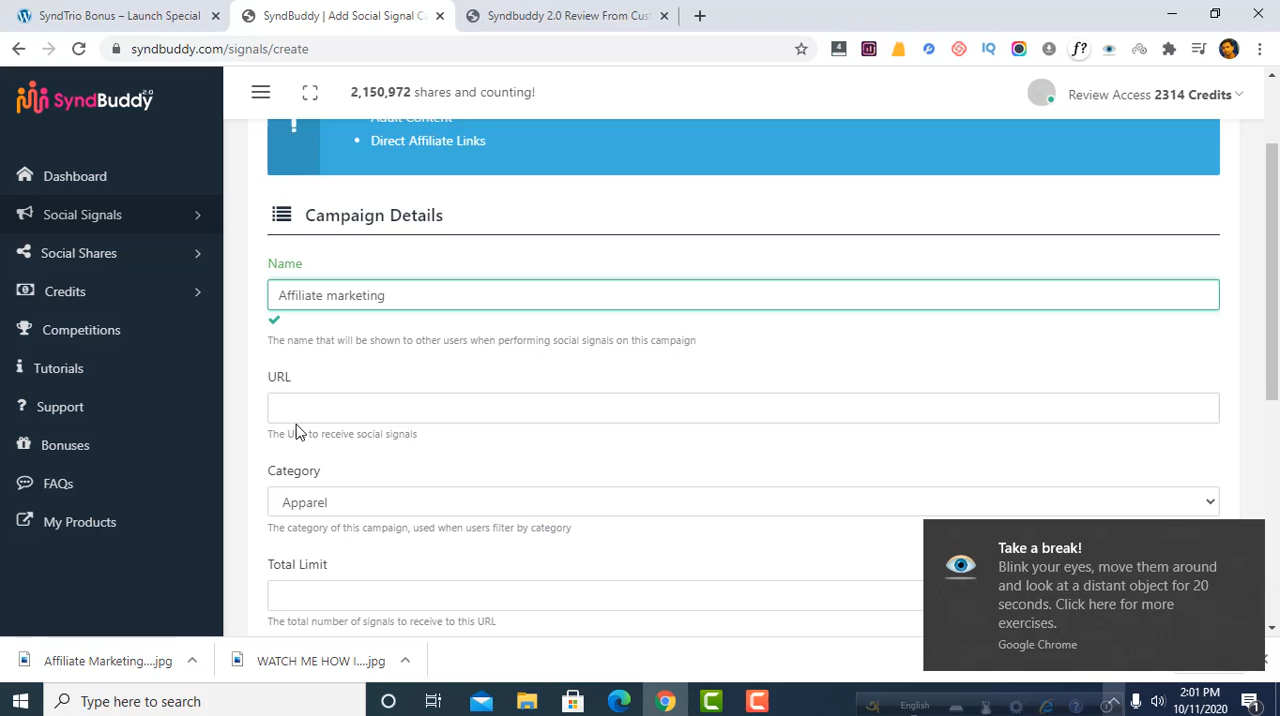 SyndTrio Bonus – Launch Special
SyndBuddy | Add Social Signal Ca
Syndbuddy 2.0 Review From Cust
syndbuddy.com/signals/create
4
IQ
f?
SyndBuddy 2.0
2,150,972 shares and counting!
Review Access 2314 Credits
Dashboard
Social Signals
Social Shares
Credits
Competitions
Tutorials
Support
Bonuses
FAQs
My Products
Adult Content
Direct Affiliate Links
Campaign Details
Name
Affiliate marketing
The name that will be shown to other users when performing social signals on this campaign
URL
The URL to receive social signals
Category
Apparel
The category of this campaign, used when users filter by category
Total Limit
The total number of signals to receive to this URL
Take a break!
Blink your eyes, move them around
and look at a distant object for 20
seconds. Click here for more
exercises.
Google Chrome
Affiliate Marketing....jpg
WATCH ME HOW I....jpg
Type here to search
English
2:01 PM
10/11/2020
1